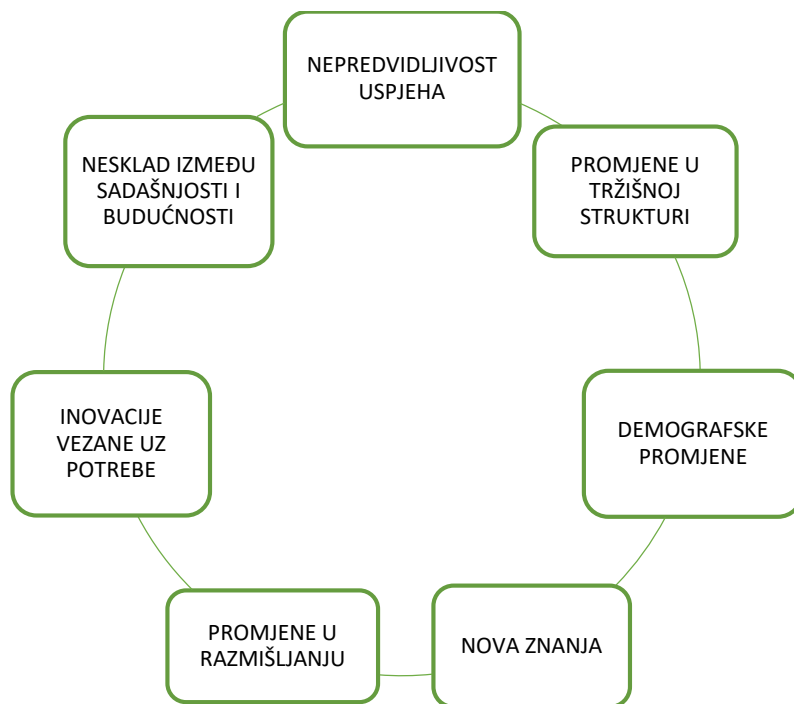 NEPREDVIDLJIVOST
USPJEHA
PROMJENE U
TRŽIŠNOJ
STRUKTURI
DEMOGRAFSKE
PROMJENE
NOVA ZNANJA
PROMJENE U
RAZMIŠLJANJU
INOVACIJE
VEZANE UZ
POTREBE
NESKLAD IZMEĐU
SADAŠNJOSTI I
BUDUĆNOSTI